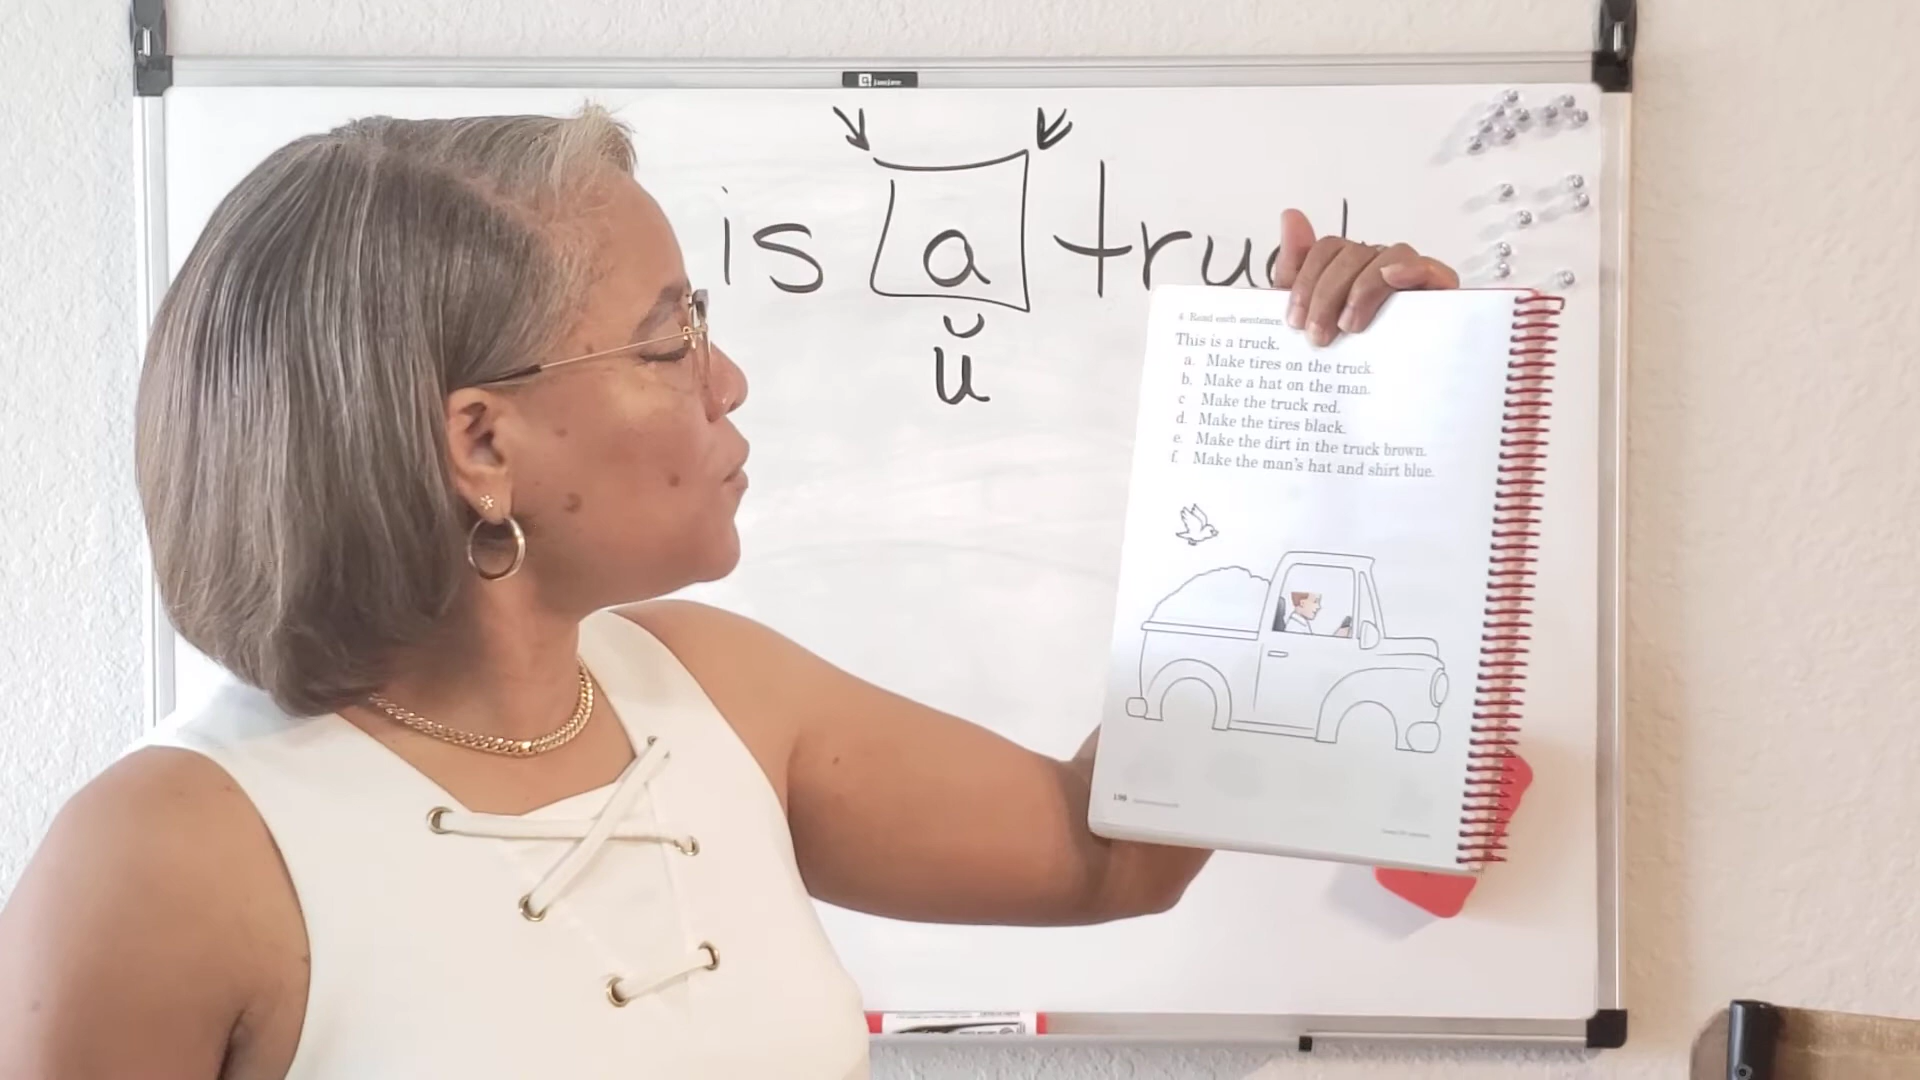 is a truc
ŭ
4 Read each sentence.
This is a truck.
a. Make tires on the truck.
b. Make a hat on the man.
c Make the truck red.
d. Make the tires black.
e. Make the dirt in the truck brown.
f. Make the man's hat and shirt blue.